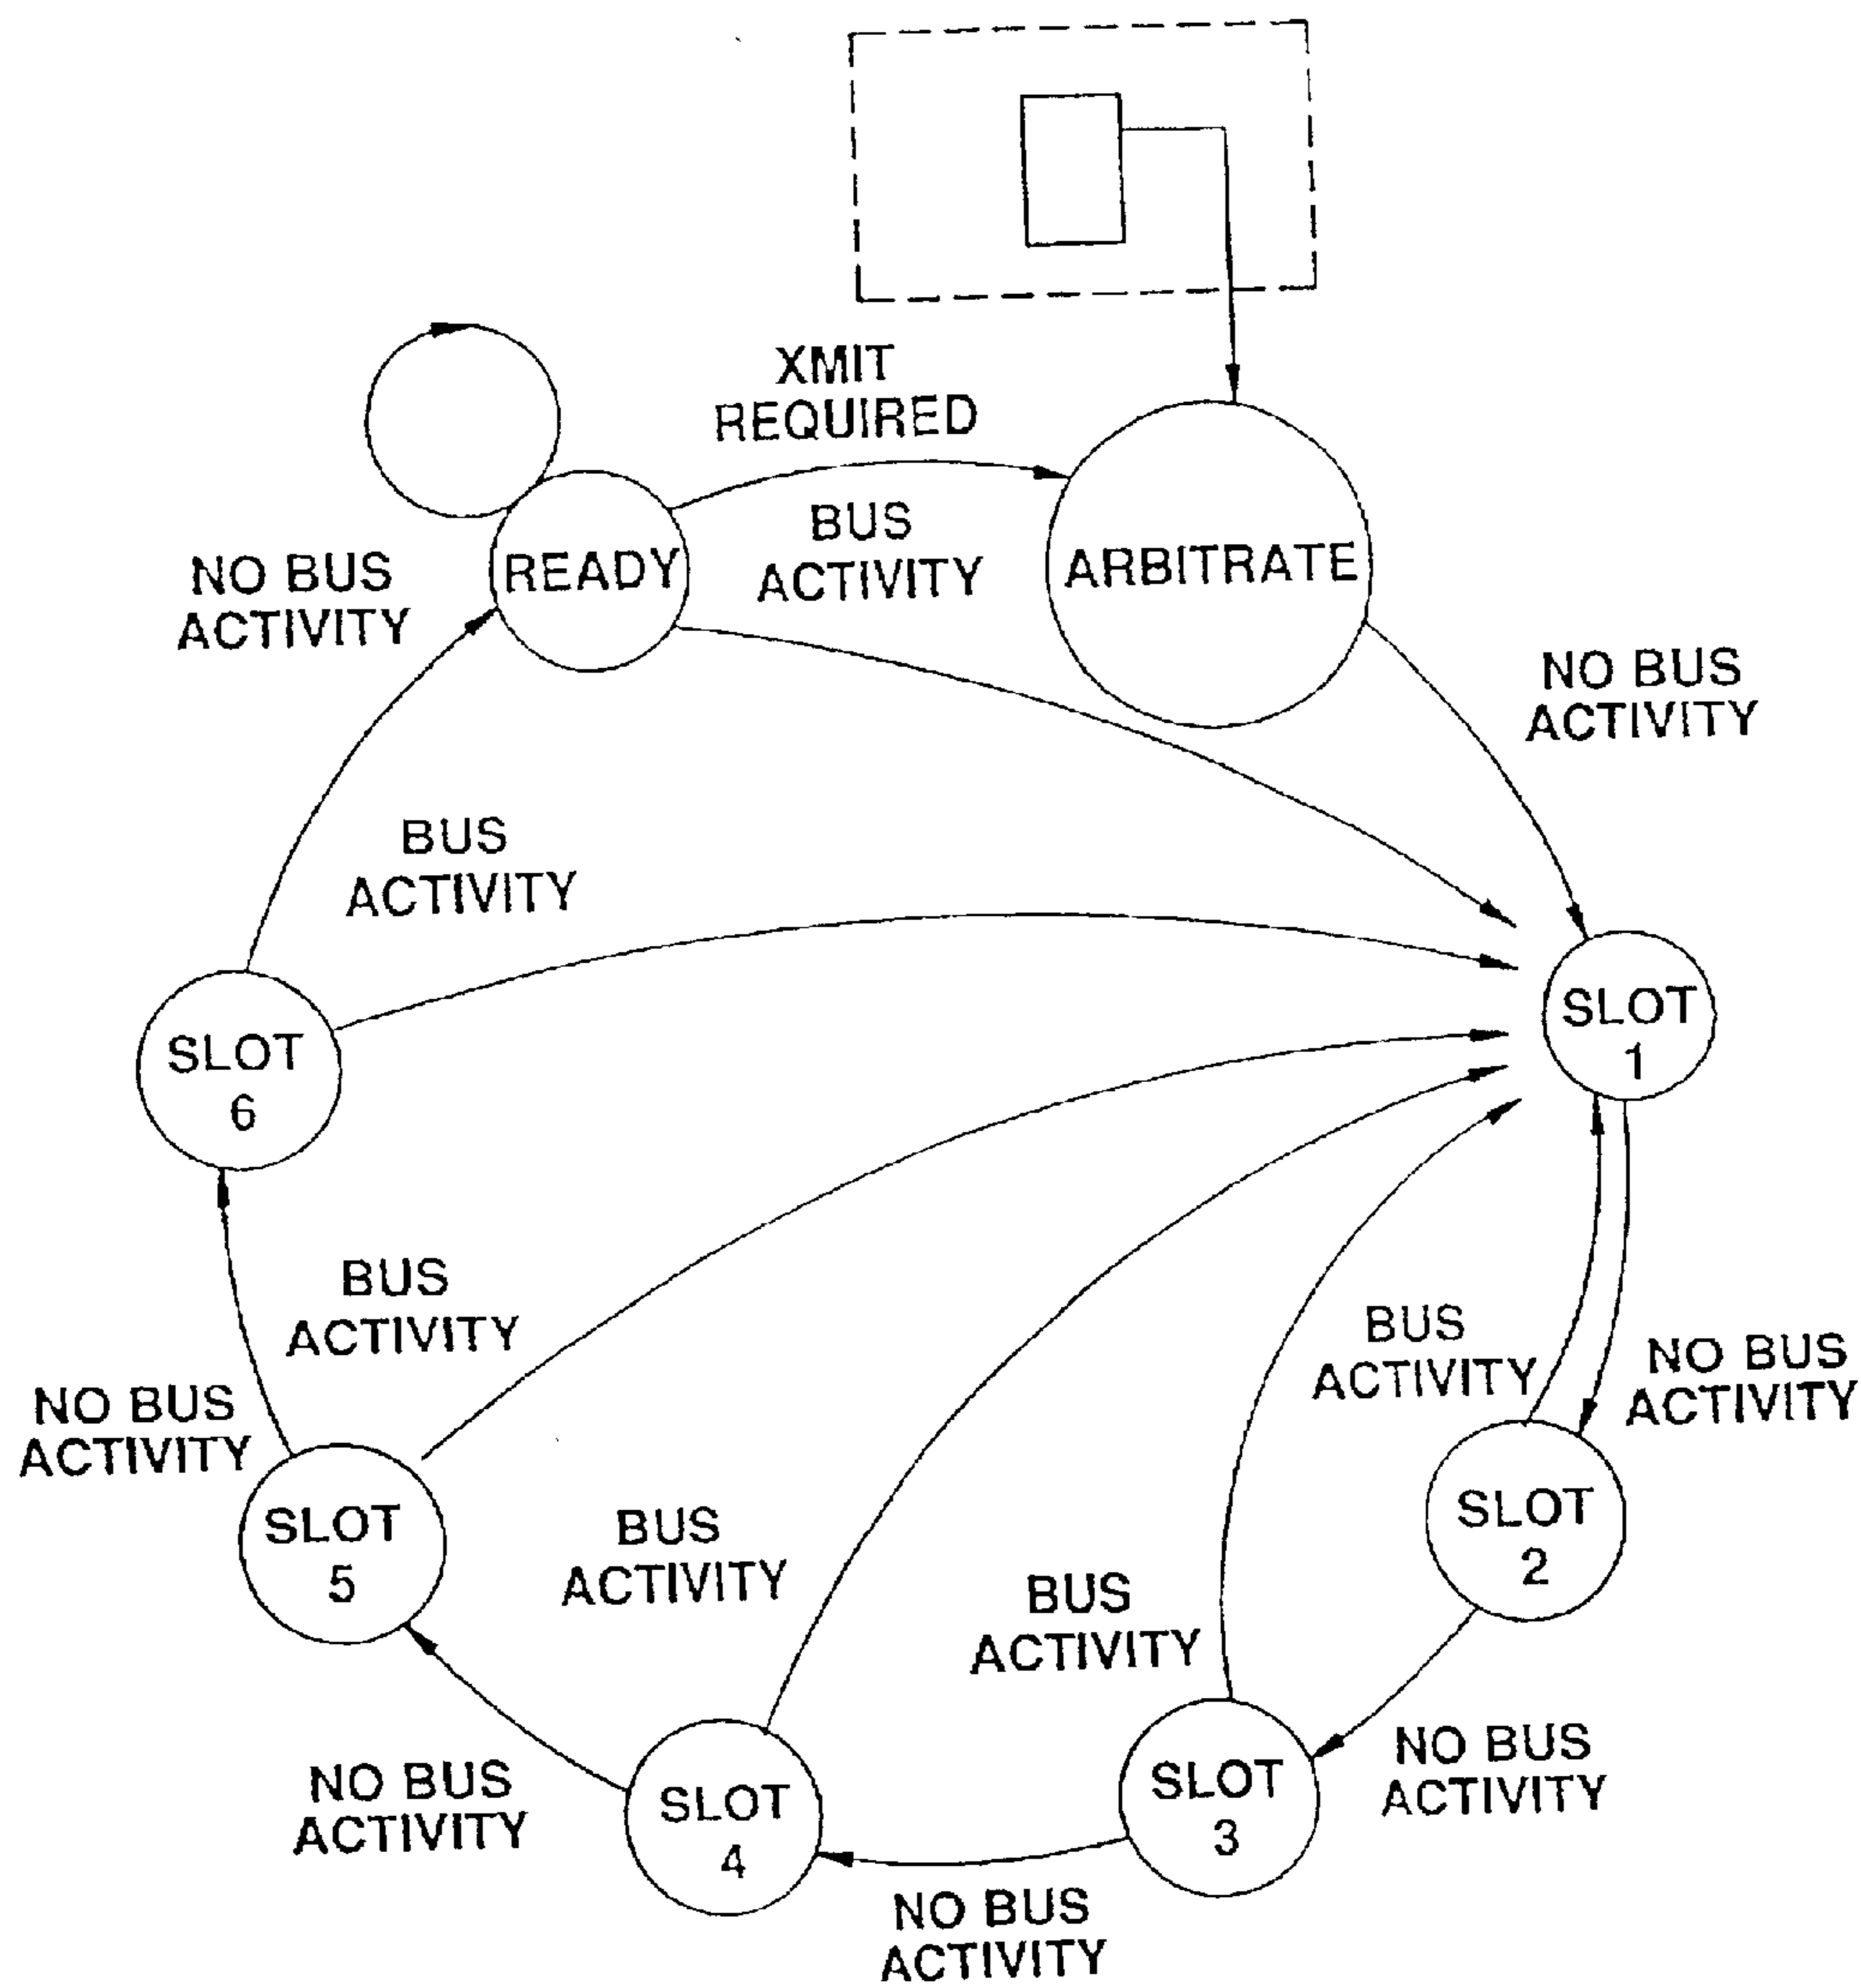 XMIT
REQUIRED
BUS
ACTIVITY
READY
ARBITRATE
NO BUS
ACTIVITY
NO BUS
ACTIVITY
BUS
ACTIVITY
SLOT
1
SLOT
6
BUS
ACTIVITY
BUS
ACTIVITY
NO BUS
ACTIVITY
NO BUS
ACTIVITY
SLOT
5
BUS
ACTIVITY
SLOT
2
BUS
ACTIVITY
NO BUS
ACTIVITY
SLOT
4
SLOT
3
NO BUS
ACTIVITY
NO BUS
ACTIVITY